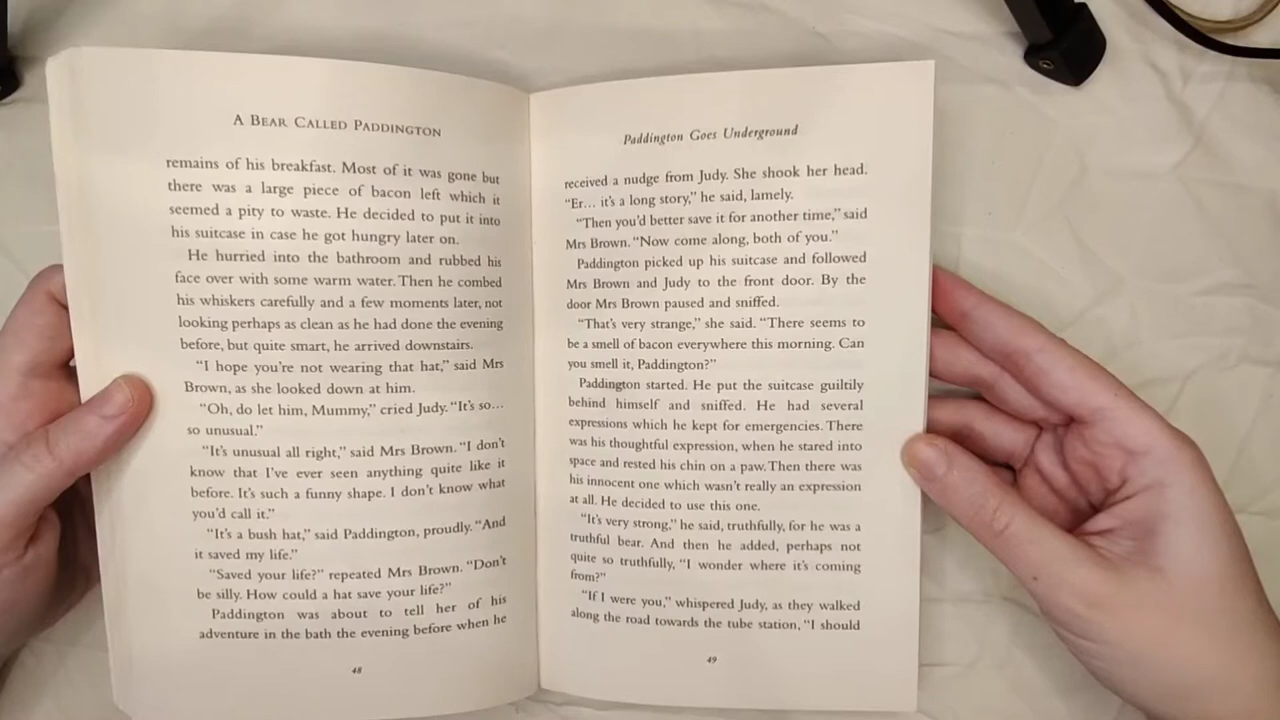 A BEAR CALLED PADDINGTON
remains of his breakfast. Most of it was gone but
there was a large piece of bacon left which it
seemed a pity to waste. He decided to put it into
his suitcase in case he got hungry later on.
He hurried into the bathroom and rubbed his
face over with some warm water. Then he combed
his whiskers carefully and a few moments later, not
looking perhaps as clean as he had done the evening
before, but quite smart, he arrived downstairs.
“I hope you’re not wearing that hat,” said Mrs
Brown, as she looked down at him.
“Oh, do let him, Mummy,” cried Judy. “It’s so…
so unusual.”
“It’s unusual all right,” said Mrs Brown. “I don’t
know that I’ve ever seen anything quite like it
before. It’s such a funny shape. I don’t know what
you’d call it.”
“It’s a bush hat,” said Paddington, proudly. “And
it saved my life.”
“Saved your life?” repeated Mrs Brown. “Don’t
be silly. How could a hat save your life?”
Paddington was about to tell her of his
adventure in the bath the evening before when he
48
Paddington Goes Underground
received a nudge from Judy. She shook her head.
“Er… it’s a long story,” he said, lamely.
“Then you’d better save it for another time,” said
Mrs Brown. “Now come along, both of you.”
Paddington picked up his suitcase and followed
Mrs Brown and Judy to the front door. By the
door Mrs Brown paused and sniffed.
“That’s very strange,” she said. “There seems to
be a smell of bacon everywhere this morning. Can
you smell it, Paddington?”
Paddington started. He put the suitcase guiltily
behind himself and sniffed. He had several
expressions which he kept for emergencies. There
was his thoughtful expression, when he stared into
space and rested his chin on a paw. Then there was
his innocent one which wasn’t really an expression
at all. He decided to use this one.
“It’s very strong,” he said, truthfully, for he was a
truthful bear. And then he added, perhaps not
quite so truthfully, “I wonder where it’s coming
from?”
“If I were you,” whispered Judy, as they walked
along the road towards the tube station, “I should
49